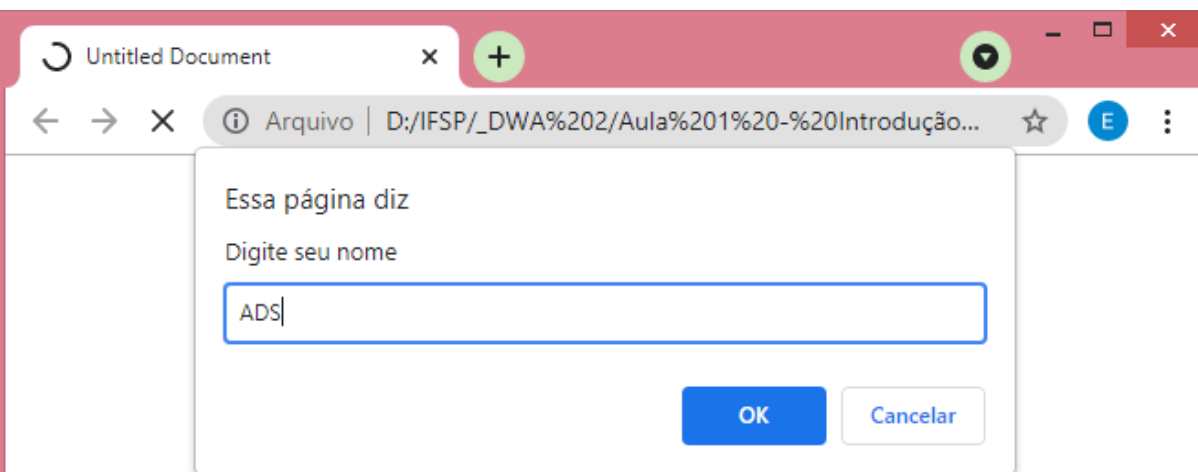 Untitled Document
Arquivo | D:/IFSP/_DWA%202/Aula%201%20-%20Introdução...
E
Essa página diz
Digite seu nome
ADS
OK Cancelar